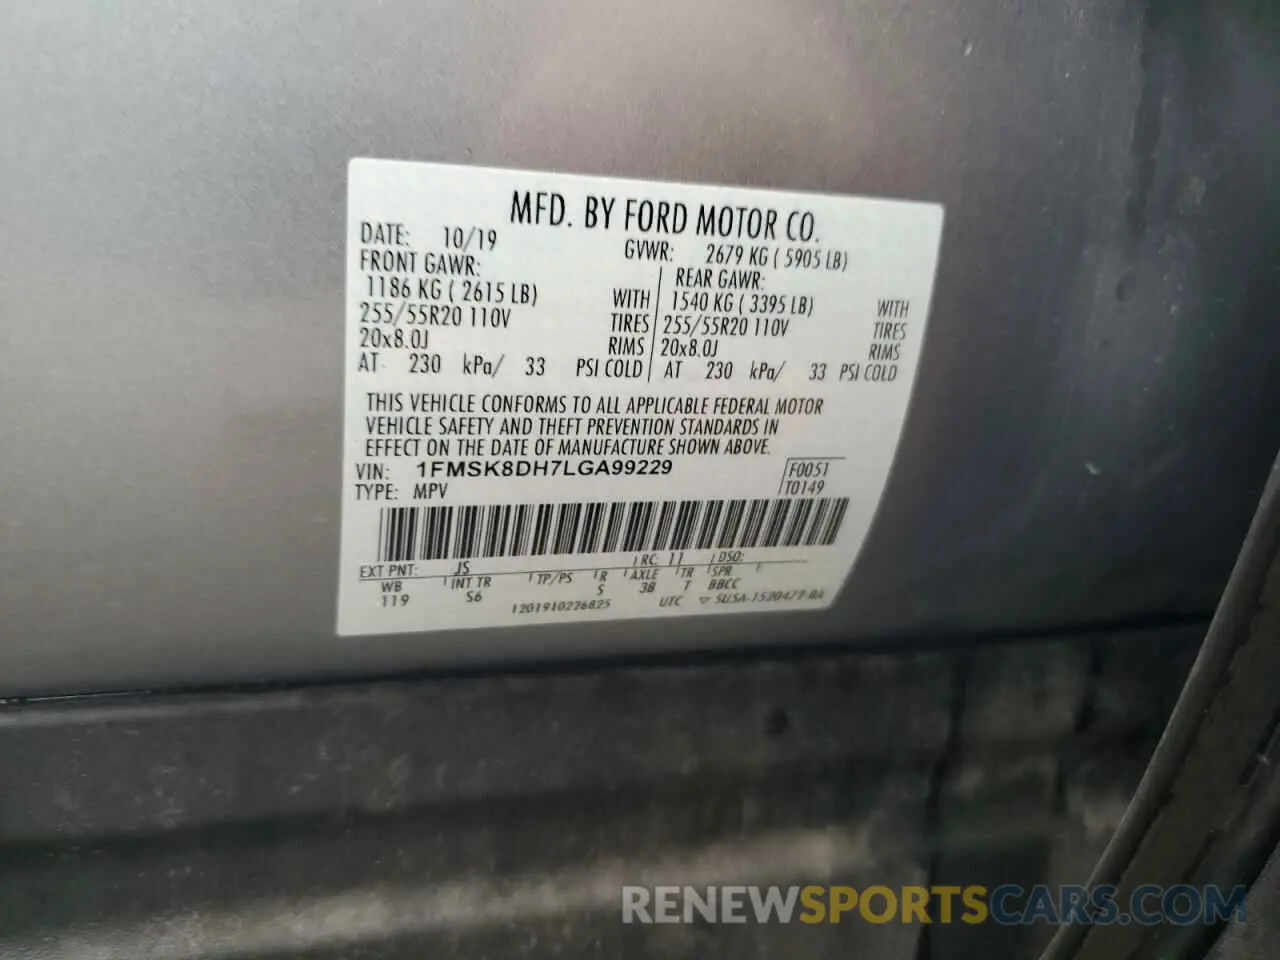 MFD. BY FORD MOTOR CO.
DATE: 10/19 GVWR: 2679 KG ( 5905 LB)
FRONT GAWR: REAR GAWR:
1186 KG ( 2615 LB) WITH 1540 KG ( 3395 LB) WITH
255/55R20 110V TIRES 255/55R20 110V TIRES
20x8.0J RIMS 20x8.0J RIMS
AT 230 kPa/ 33 PSI COLD AT 230 kPa/ 33 PSI COLD
THIS VEHICLE CONFORMS TO ALL APPLICABLE FEDERAL MOTOR
VEHICLE SAFETY AND THEFT PREVENTION STANDARDS IN
EFFECT ON THE DATE OF MANUFACTURE SHOWN ABOVE.
VIN: 1FMSK8DH7LGA99229 F0051
TYPE: MPV T0149
EXT PNT: JS RC: 11 DSO:
WB INT TR TP/PS R AXLE TR SPR
119 S6 S 3B T BBCC
1201910226825 UTC ▽ SU5A-1520472-BA
RENEWSPORTSCARS.COM